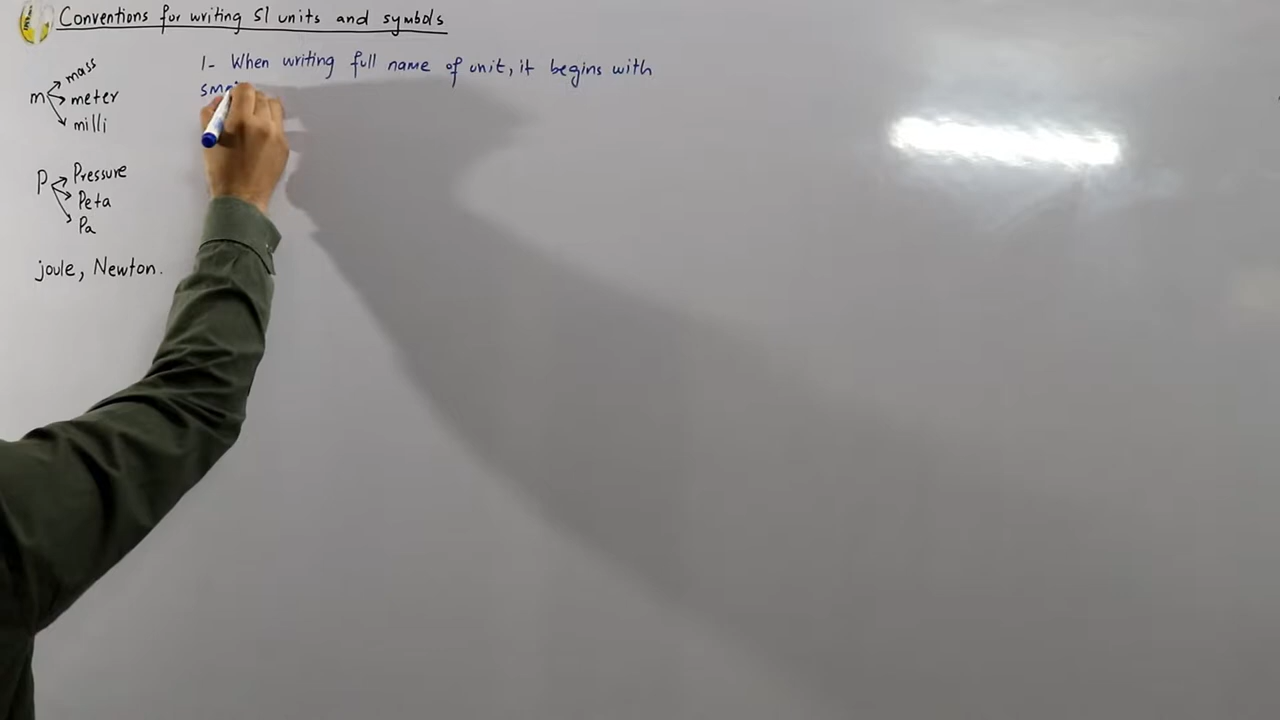 Conventions for writing SI units and symbols
m
mass
meter
milli
P
Pressure
Peta
Pa
joule, Newton.
1- When writing full name of unit, it begins with